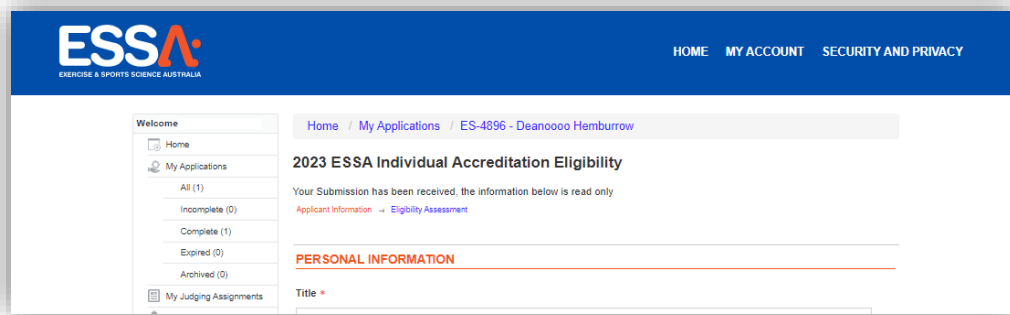 ESSA
EXERCISE & SPORTS SCIENCE AUSTRALIA
HOME MY ACCOUNT SECURITY AND PRIVACY
Welcome
Home
My Applications
All (1)
Incomplete (0)
Complete (1)
Expired (0)
Archived (0)
My Judging Assignments
Home / My Applications / ES-4896 - Deanoooo Hemburrow
2023 ESSA Individual Accreditation Eligibility
Your Submission has been received, the information below is read only
Applicant Information → Eligibility Assessment
PERSONAL INFORMATION
Title *